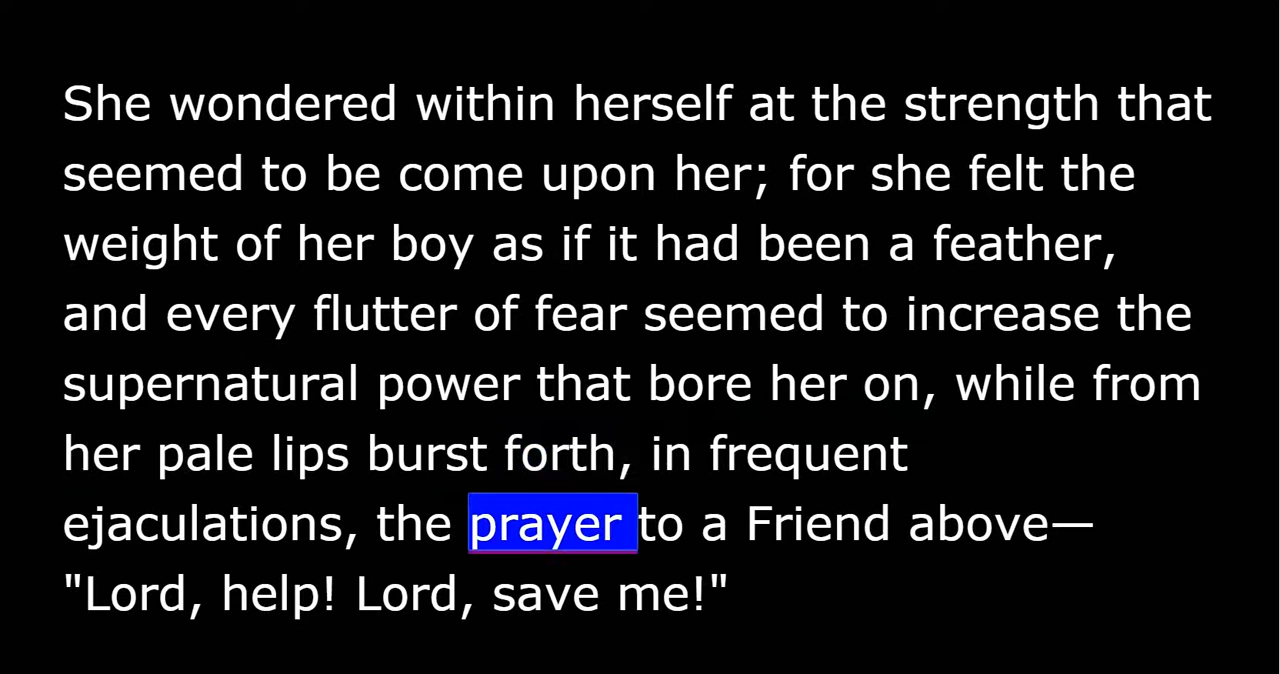 She wondered within herself at the strength that
seemed to be come upon her; for she felt the
weight of her boy as if it had been a feather,
and every flutter of fear seemed to increase the
supernatural power that bore her on, while from
her pale lips burst forth, in frequent
ejaculations, the prayer to a Friend above—
"Lord, help! Lord, save me!"